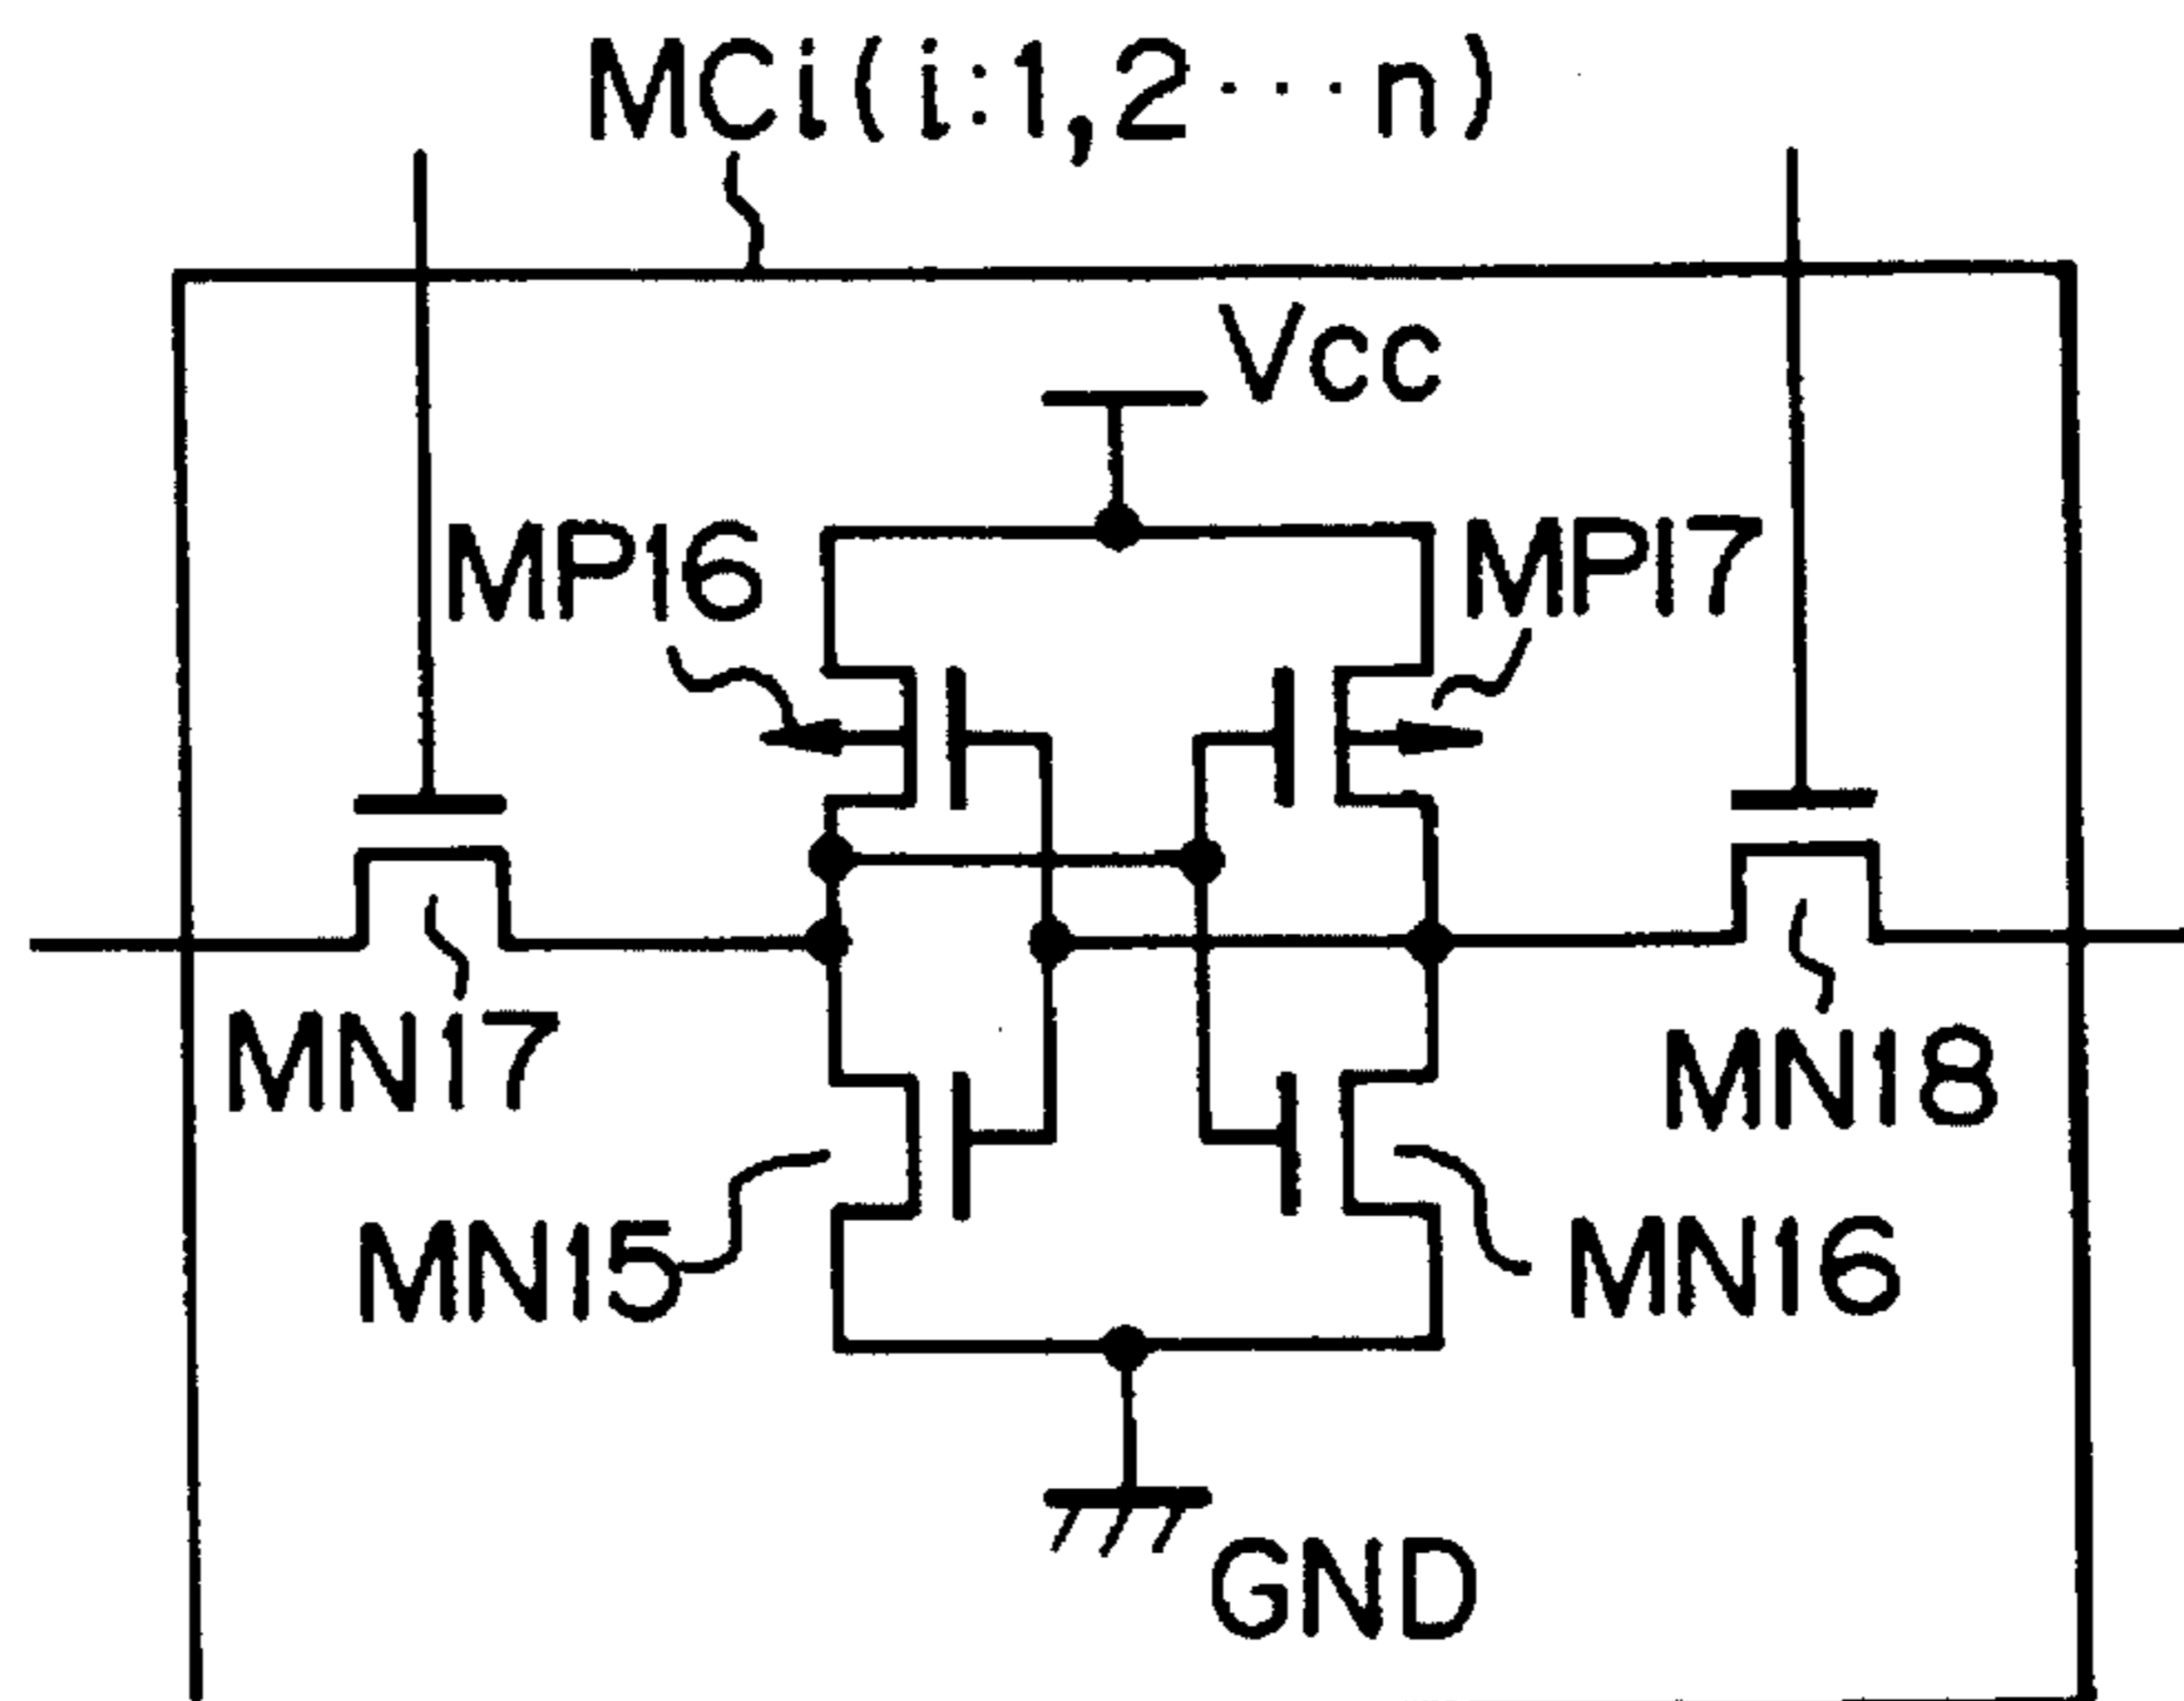 MCi(i:1,2···n)
Vcc
MP16
MP17
MN17
MN18
MN15
MN16
GND